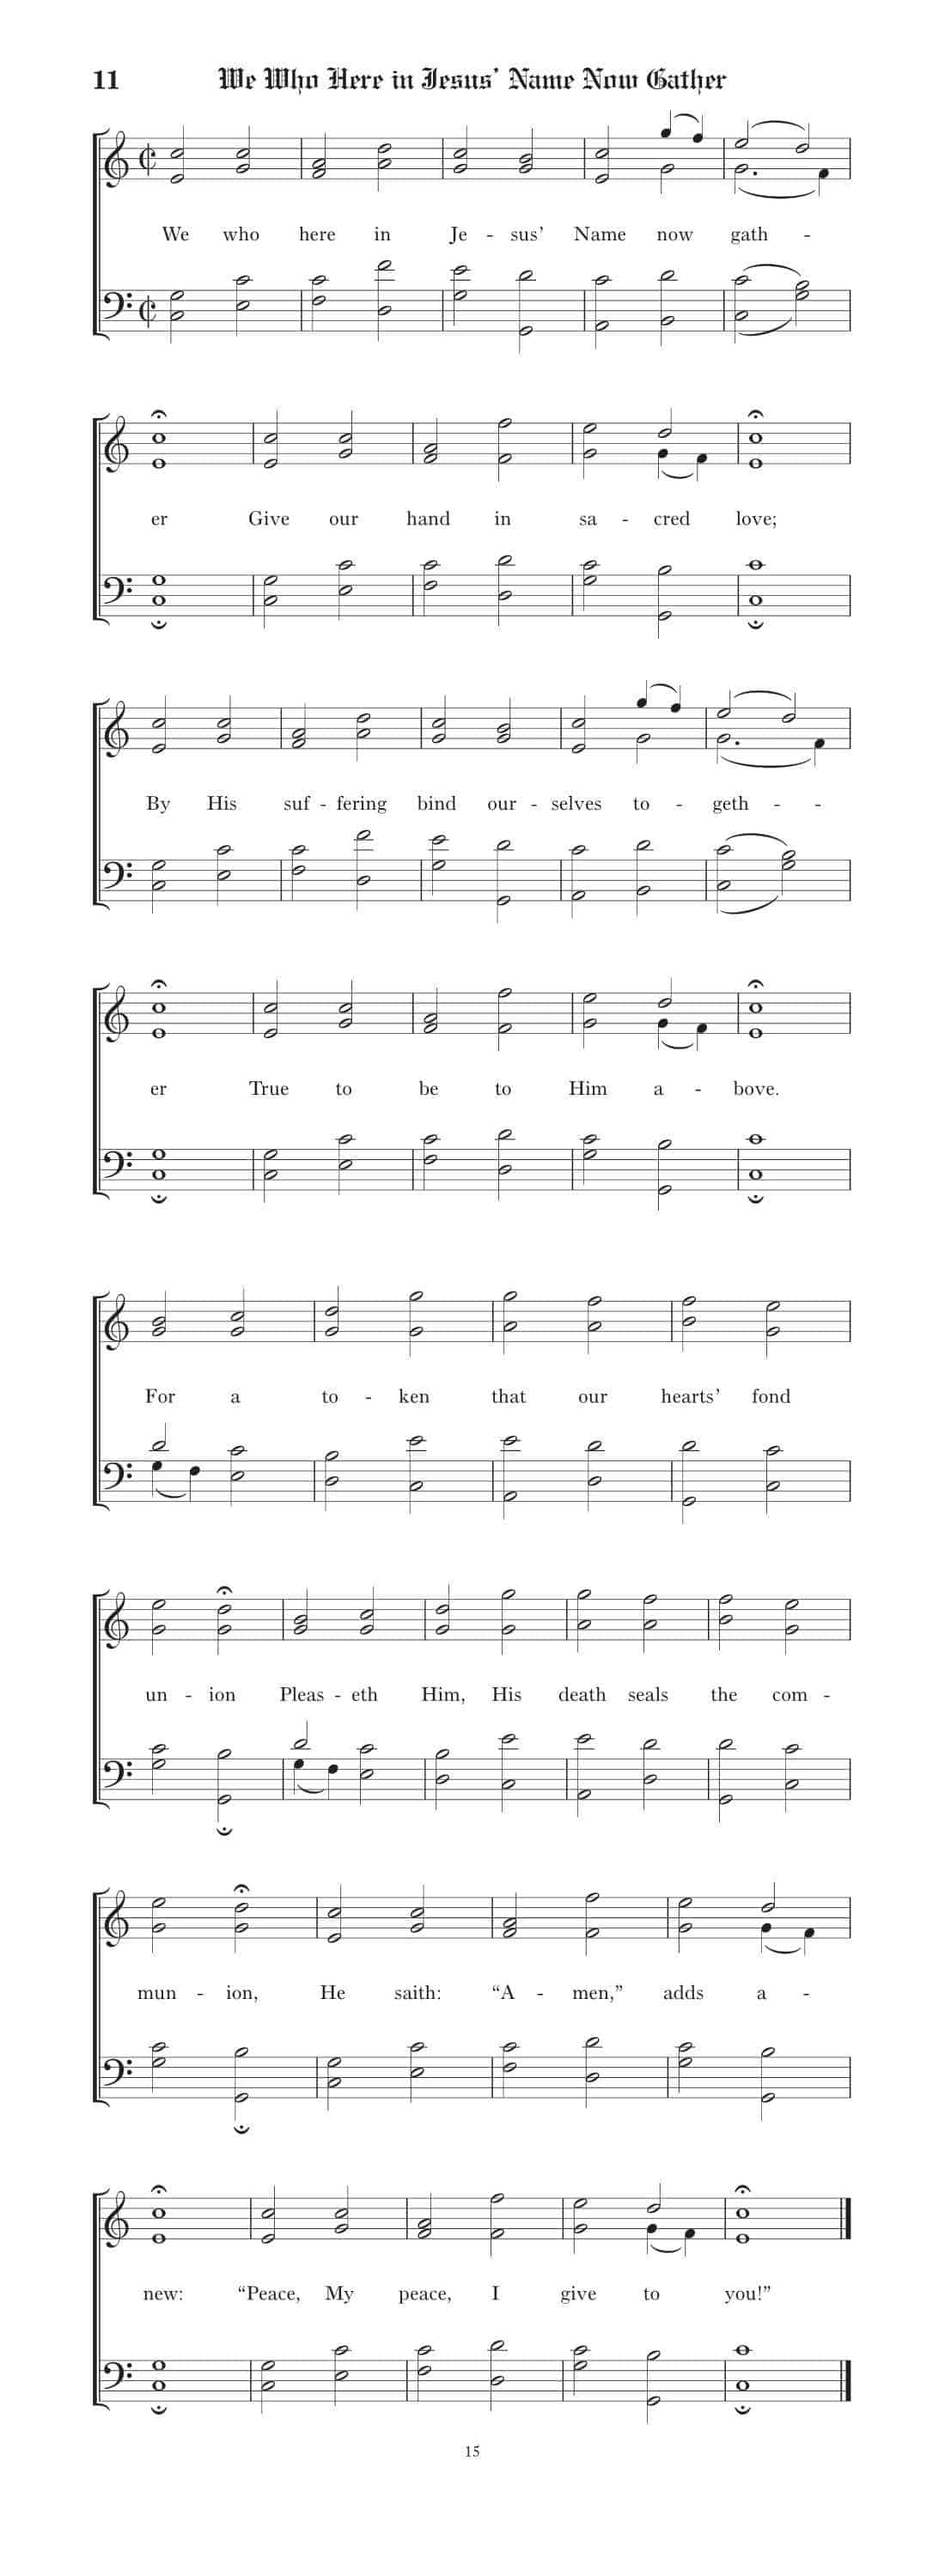 11 We Who Here in Jesus’ Name Now Gather
We who here in Je - sus’ Name now gath -
er Give our hand in sa - cred love;
By His suf - fering bind our - selves to - geth - -
er True to be to Him a - bove.
For a to - ken that our hearts’ fond
un - ion Pleas - eth Him, His death seals the com -
mun - ion, He saith: “A - men,” adds a -
new: “Peace, My peace, I give to you!”
15